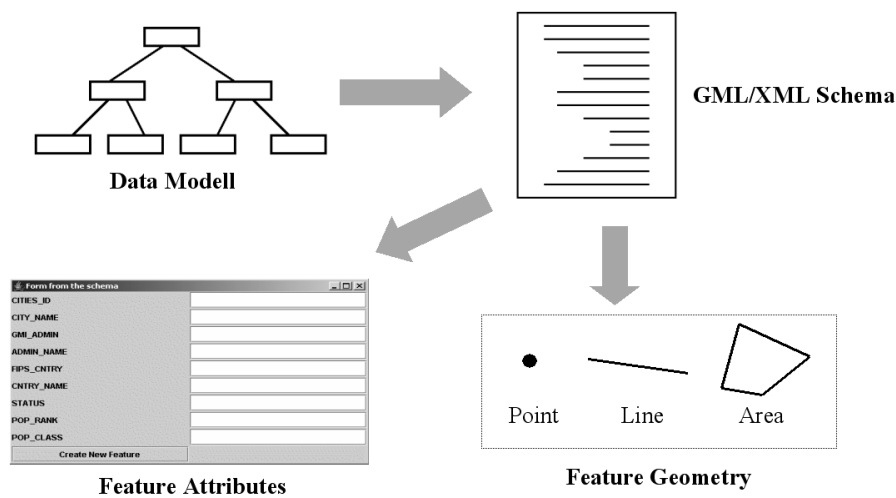 GML/XML Schema
Data Modell
Form from the schema
CITIES_ID
CITY_NAME
GMI_ADMIN
ADMIN_NAME
FIPS_CNTRY
CNTRY_NAME
STATUS
POP_RANK
POP_CLASS
Create New Feature
Feature Attributes
Point Line Area
Feature Geometry